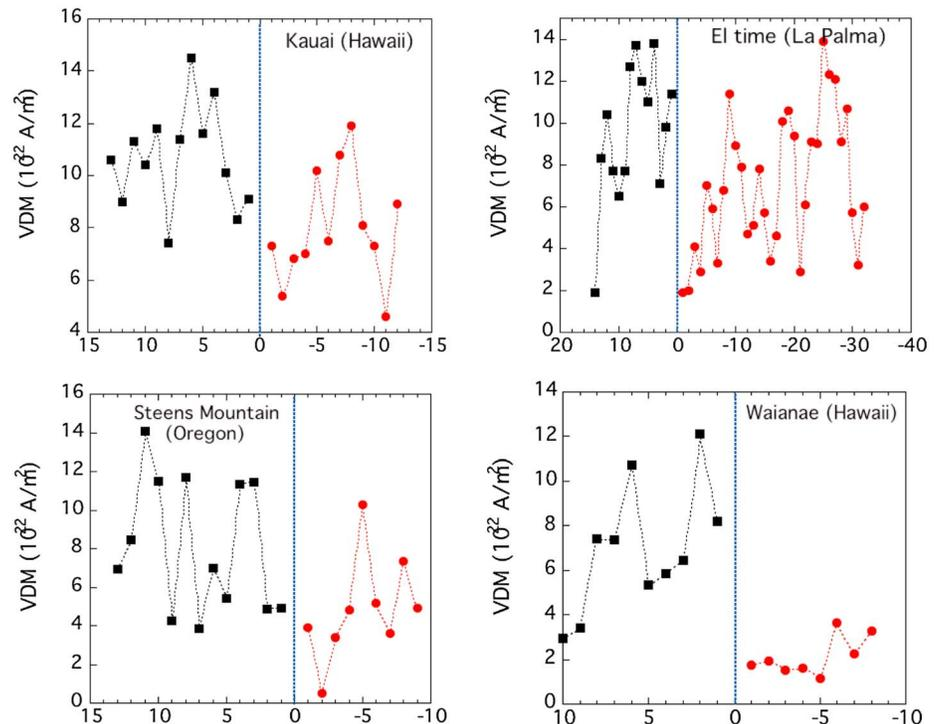 16
14
12
10
8
6
4
VDM (10²² A/m²)
Kauai (Hawaii)
15 10 5 0 -5 -10 -15
14
12
10
8
6
4
2
0
VDM (10²² A/m²)
El time (La Palma)
20 10 0 -10 -20 -30 -40
16
14
12
10
8
6
4
2
0
VDM (10²² A/m²)
Steens Mountain
(Oregon)
15 10 5 0 -5 -10
14
12
10
8
6
4
2
0
VDM (10²² A/m²)
Waianae (Hawaii)
10 5 0 -5 -10